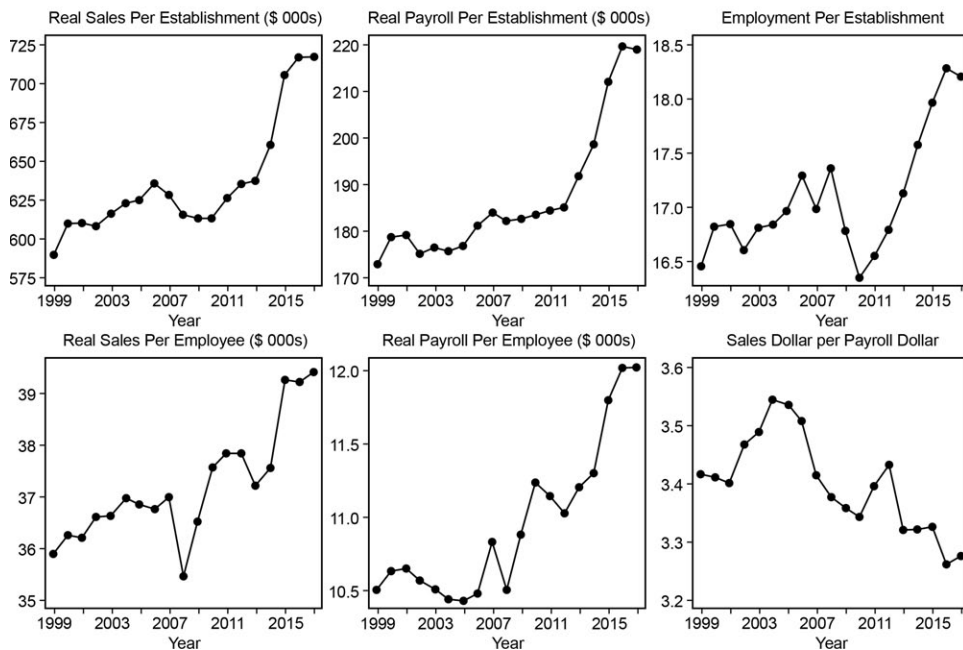 Real Sales Per Establishment ($ 000s)
725
700
675
650
625
600
575
1999 2003 2007 2011 2015
Year
Real Payroll Per Establishment ($ 000s)
220
210
200
190
180
170
1999 2003 2007 2011 2015
Year
Employment Per Establishment
18.5
18.0
17.5
17.0
16.5
1999 2003 2007 2011 2015
Year
Real Sales Per Employee ($ 000s)
39
38
37
36
35
1999 2003 2007 2011 2015
Year
Real Payroll Per Employee ($ 000s)
12.0
11.5
11.0
10.5
1999 2003 2007 2011 2015
Year
Sales Dollar per Payroll Dollar
3.6
3.5
3.4
3.3
3.2
1999 2003 2007 2011 2015
Year